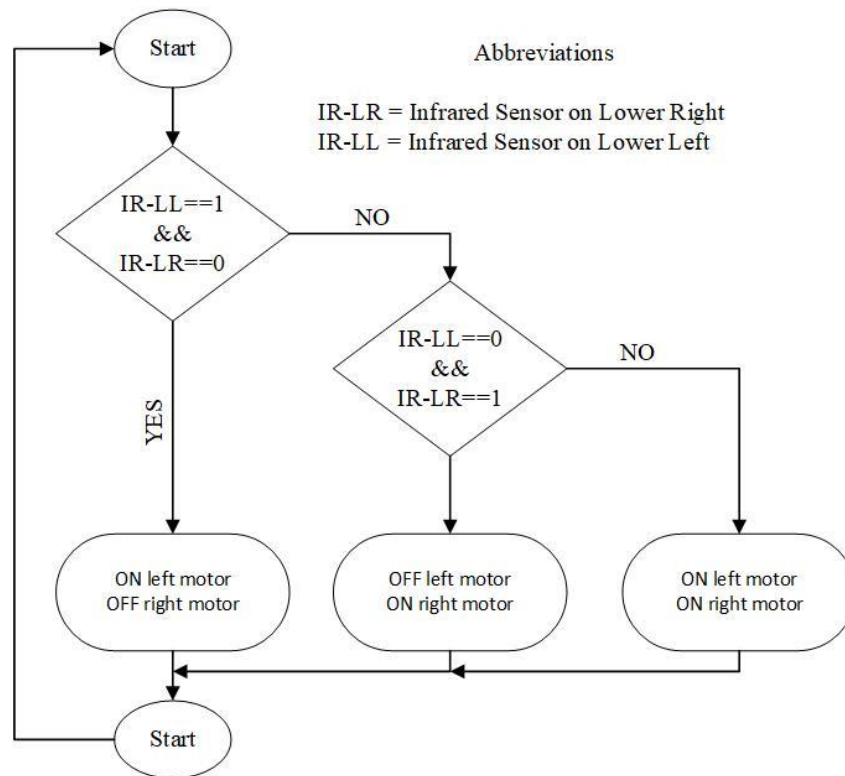 Start
Abbreviations
IR-LR = Infrared Sensor on Lower Right
IR-LL = Infrared Sensor on Lower Left
IR-LL==1
&&
IR-LR==0
NO
IR-LL==0
&&
IR-LR==1
NO
YES
ON left motor
OFF right motor
OFF left motor
ON right motor
ON left motor
ON right motor
Start